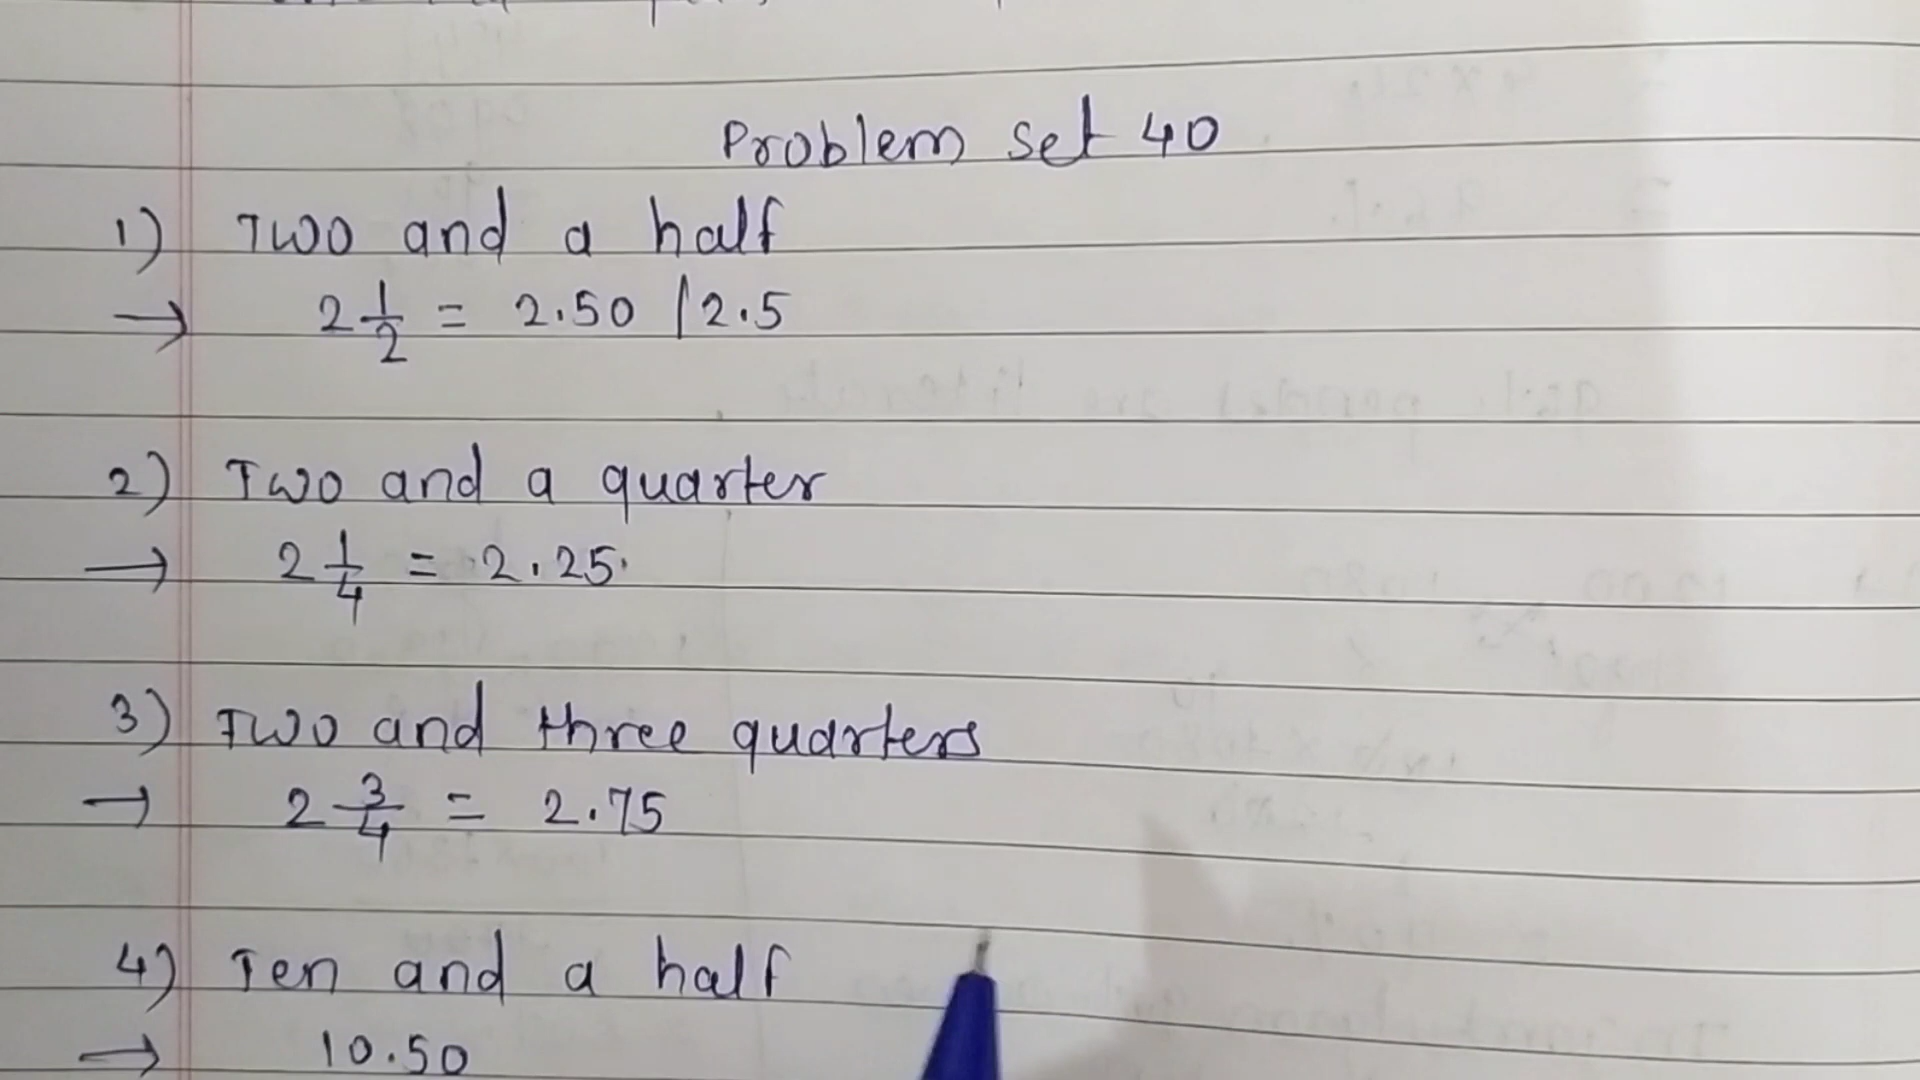 Problem set 40
1) Two and a half
→ 2 1/2 = 2.50 | 2.5
2) Two and a quarter
→ 2 1/4 = 2.25
3) Two and three quarters
→ 2 3/4 = 2.75
4) Ten and a half
→ 10.50